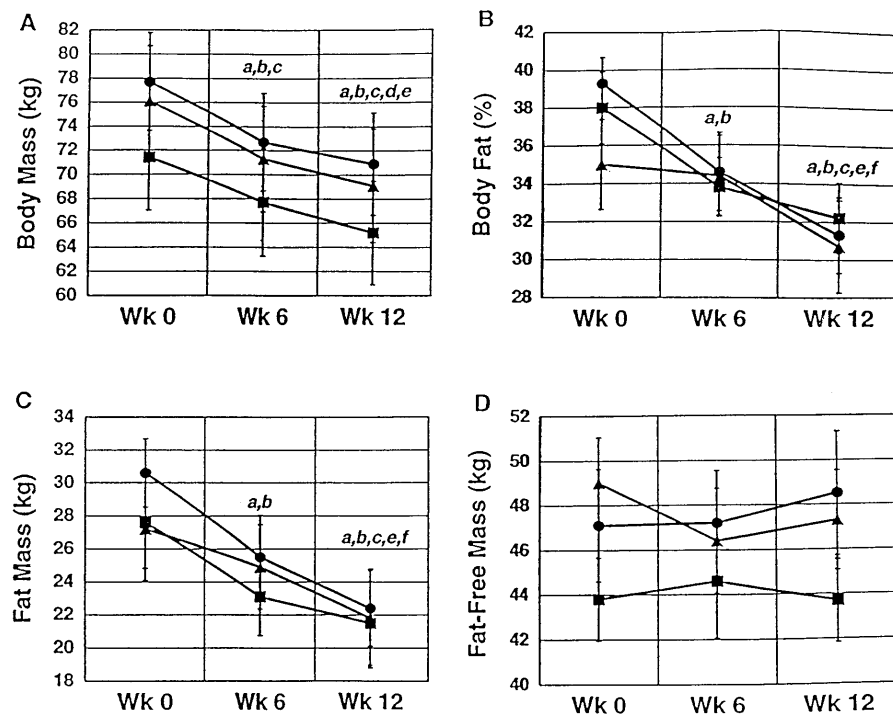 A
Body Mass (kg)
82
80
78
76
74
72
70
68
66
64
62
60
a,b,c
a,b,c,d,e
Wk 0 Wk 6 Wk 12
B
Body Fat (%)
42
40
38
36
34
32
30
28
a,b
a,b,c,e,f
Wk 0 Wk 6 Wk 12
C
Fat Mass (kg)
34
32
30
28
26
24
22
20
18
a,b
a,b,c,e,f
Wk 0 Wk 6 Wk 12
D
Fat-Free Mass (kg)
52
50
48
46
44
42
40
Wk 0 Wk 6 Wk 12